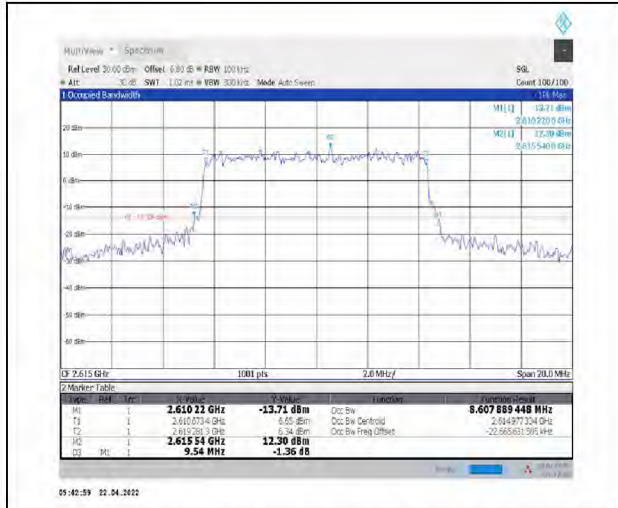 MultiView Spectrum
Ref Level 30.00 dBm Offset 6.80 dB RBW 100 kHz SGL
Att 30 dB SWT 1.02 ms VBW 300 kHz Mode Auto Sweep Count 100/100
1 Occupied Bandwidth
M1[1] -13.71 dBm
2.610 2200 GHz
M2[1] 12.30 dBm
2.615 5400 GHz
20 dBm
10 dBm
0 dBm
-10 dBm
-20 dBm
-30 dBm
-40 dBm
-50 dBm
-60 dBm
CF 2.615 GHz 1001 pts 2.0 MHz/ Span 20.0 MHz
2 Marker Table
Type Ref Trc X-Value Y-Value Function Function Result
M1 1 2.610 22 GHz -13.71 dBm Occ Bw 8.607 889 448 MHz
T1 1 2.610 673 4 GHz 6.65 dBm Occ Bw Centroid 2.614 977 334 GHz
T2 1 2.619 281 3 GHz 6.34 dBm Occ Bw Freq Offset -22.665 631 595 kHz
M2 1 2.615 54 GHz 12.30 dBm
D3 M1 1 9.54 MHz -1.36 dB
05:42:59 22.04.2022